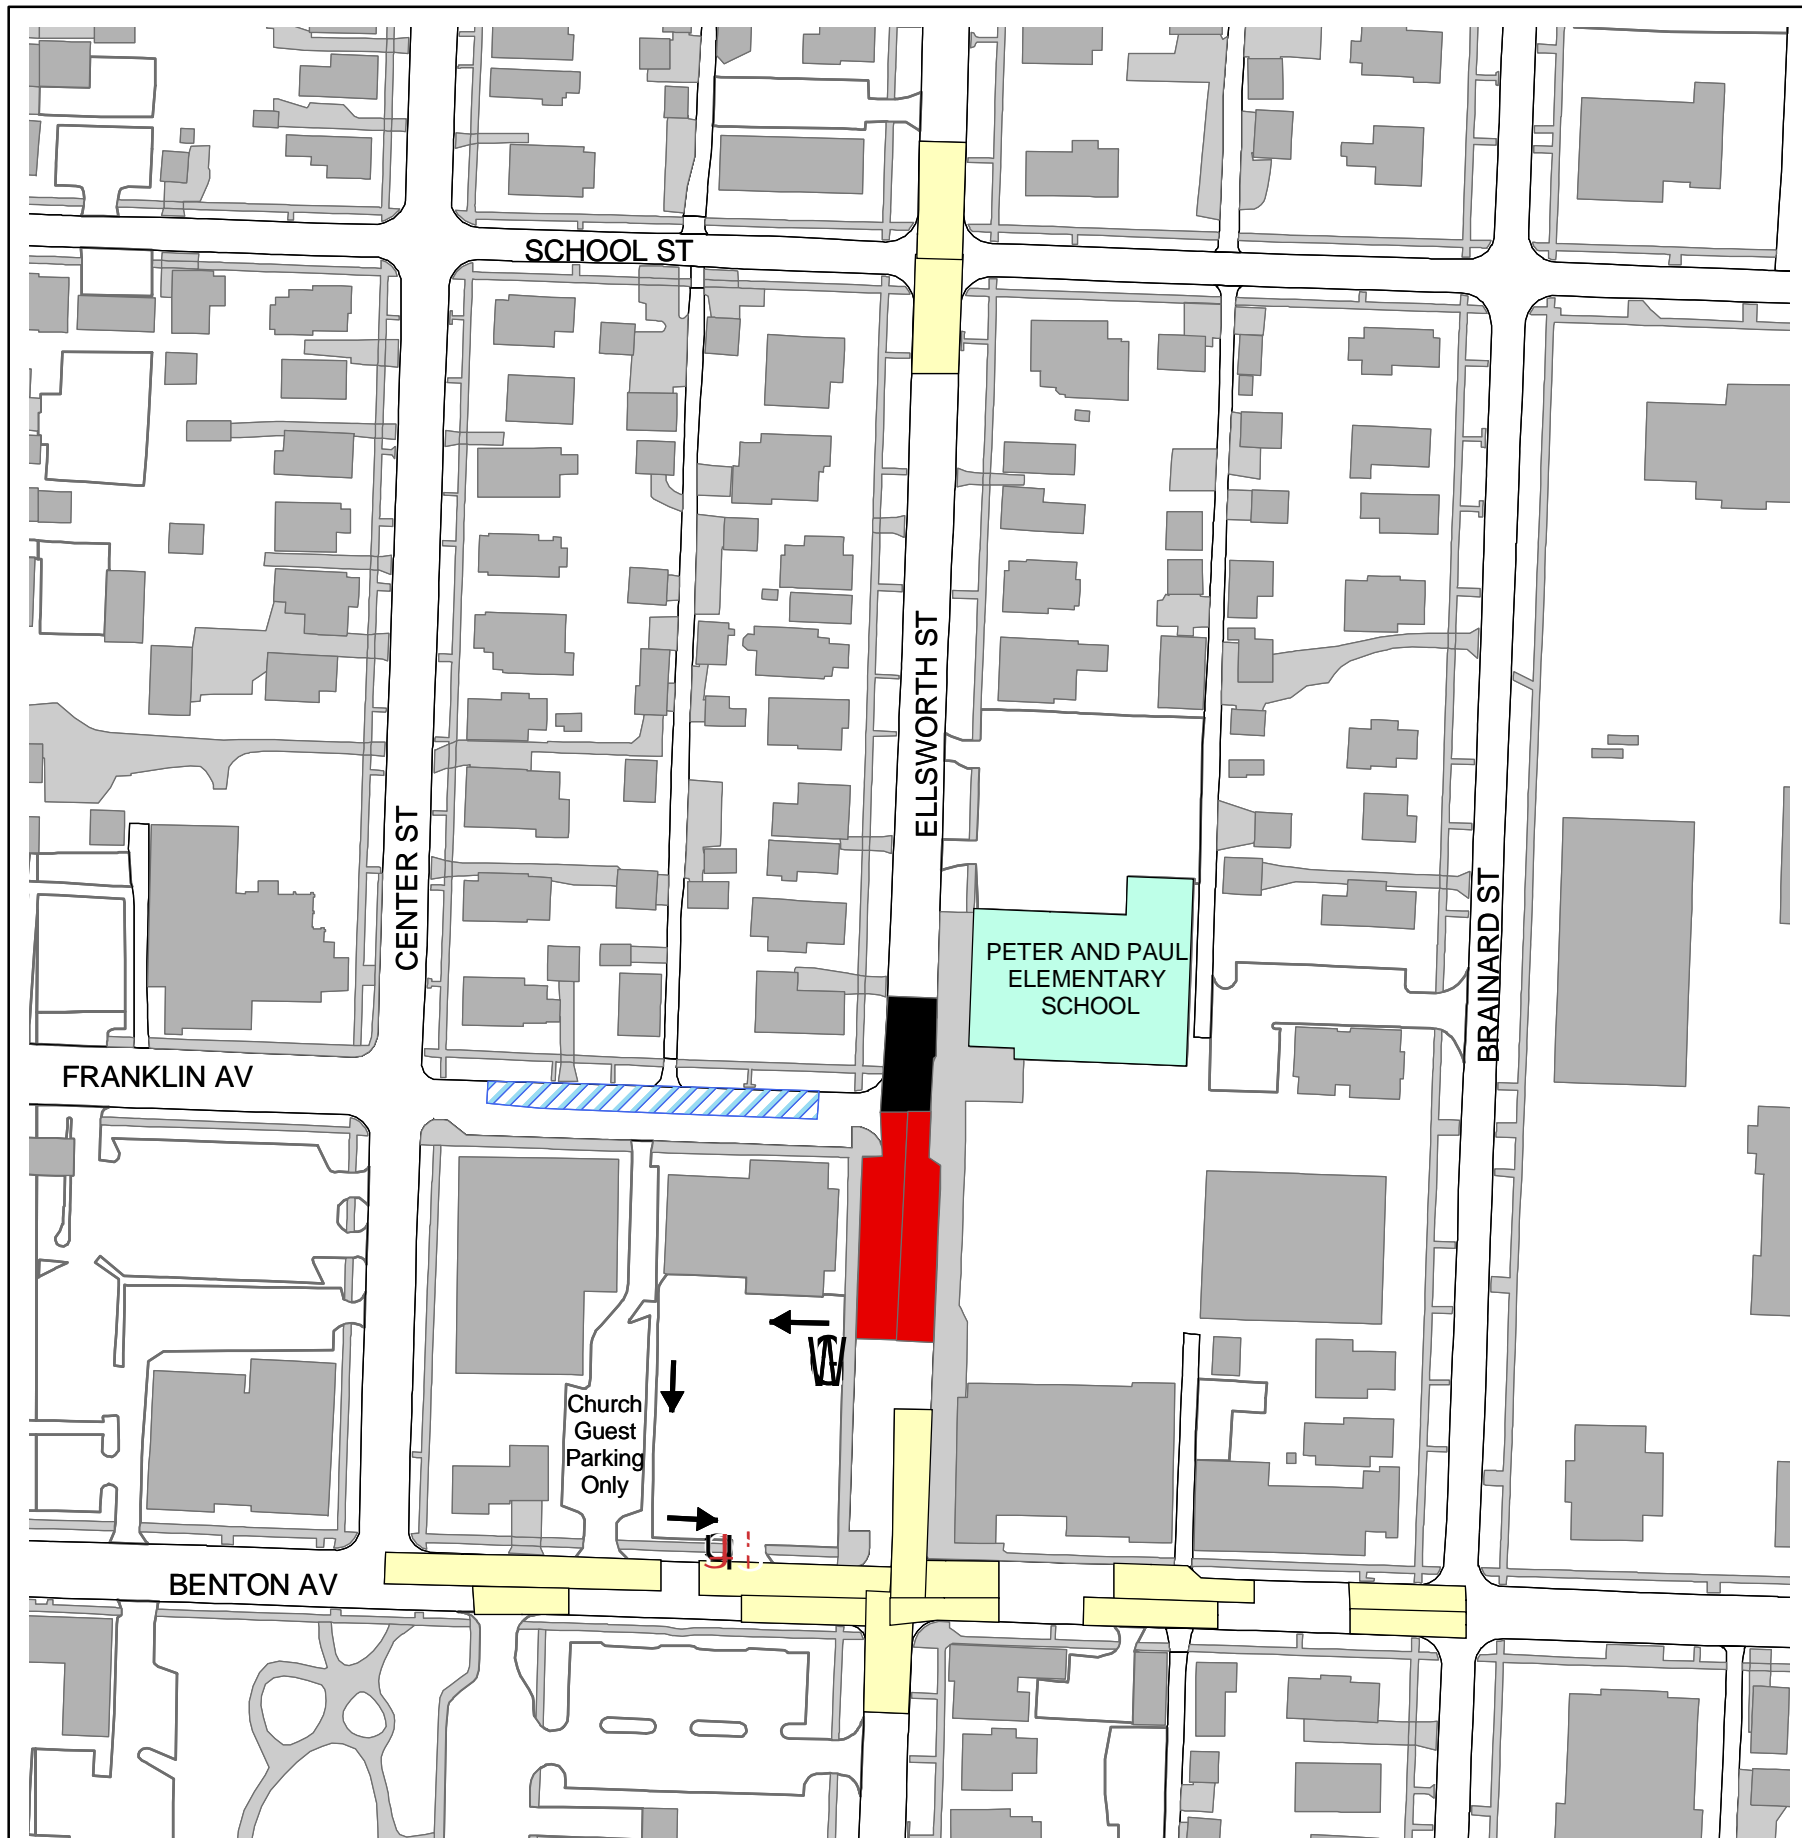 SCHOOL ST
ELLSWORTH ST
CENTER ST
BRAINARD ST
PETER AND PAUL
ELEMENTARY
SCHOOL
FRANKLIN AV
Church
Guest
Parking
Only
BENTON AV